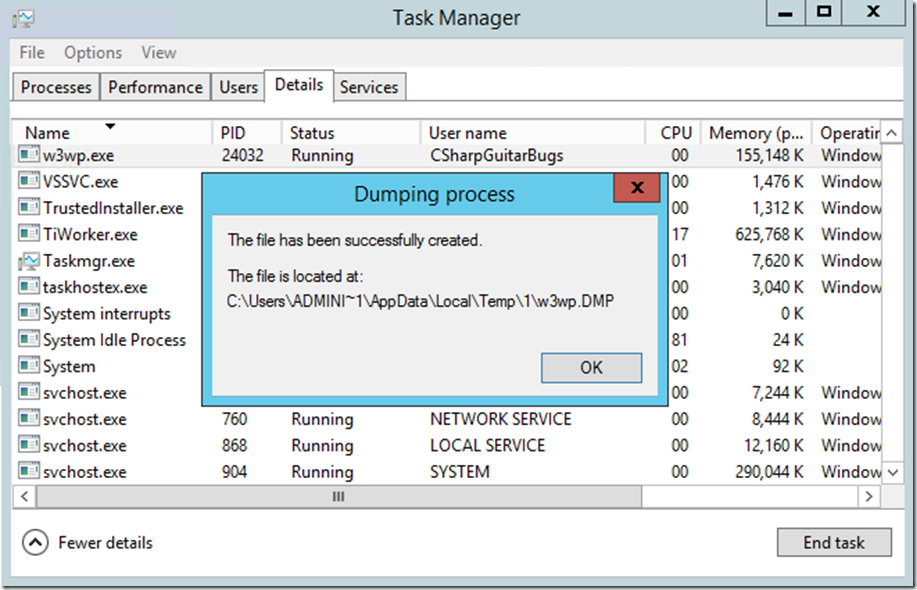 Task Manager
File Options View
Processes Performance Users Details Services
Name PID Status User name CPU Memory (p... Operatin
w3wp.exe 24032 Running CSharpGuitarBugs 00 155,148 K Window
VSSVC.exe 00 1,476 K Window
TrustedInstaller.exe 00 1,312 K Window
TiWorker.exe 17 625,768 K Window
Taskmgr.exe 01 7,620 K Window
taskhostex.exe 00 3,040 K Window
System interrupts 00 0 K
System Idle Process 81 24 K
System 02 92 K
svchost.exe 00 7,244 K Window
svchost.exe 760 Running NETWORK SERVICE 00 8,444 K Window
svchost.exe 868 Running LOCAL SERVICE 00 12,160 K Window
svchost.exe 904 Running SYSTEM 00 290,044 K Window
Dumping process
The file has been successfully created.
The file is located at:
C:\Users\ADMINI~1\AppData\Local\Temp\1\w3wp.DMP
OK
Fewer details
End task